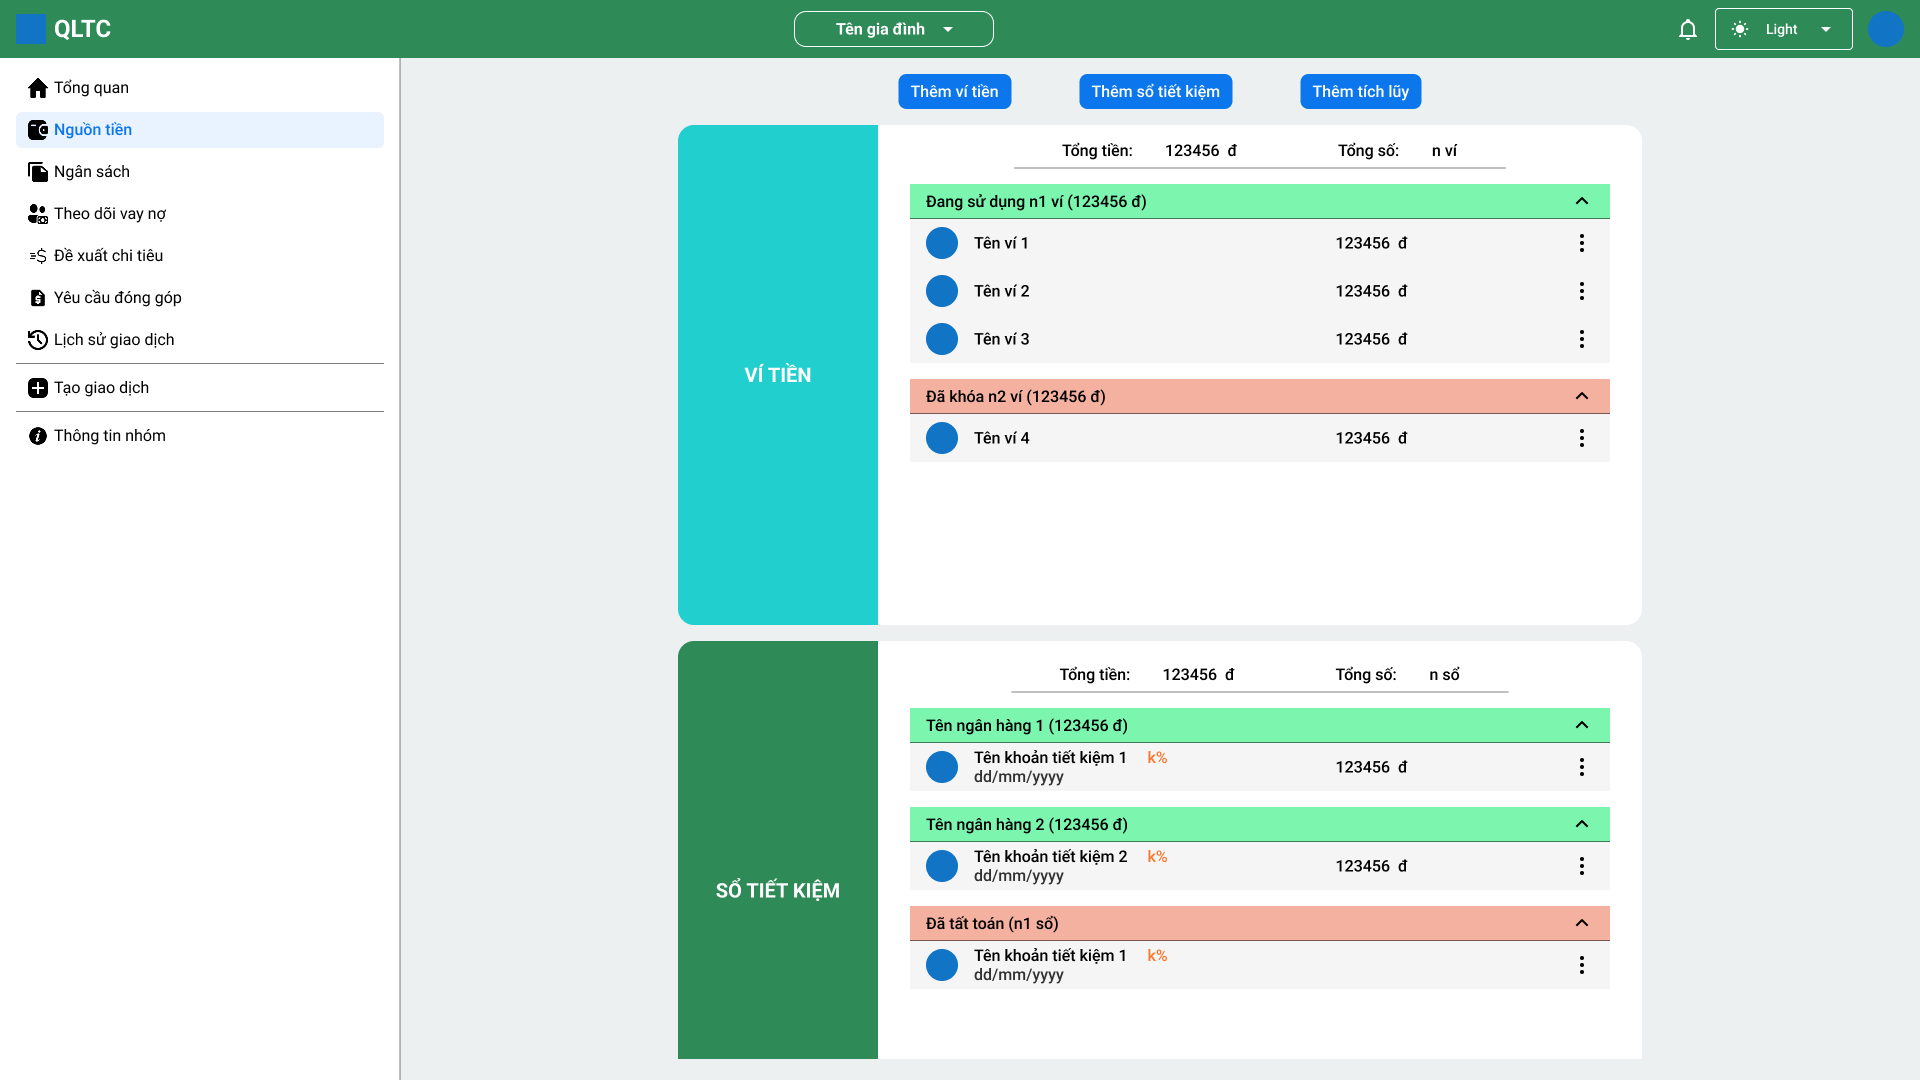 QLTC
Tên gia đình
Light
Tổng quan
Nguồn tiền
Ngân sách
Theo dõi vay nợ
Đề xuất chi tiêu
Yêu cầu đóng góp
Lịch sử giao dịch
Tạo giao dịch
Thông tin nhóm
Thêm ví tiền
Thêm sổ tiết kiệm
Thêm tích lũy
VÍ TIỀN
Tổng tiền: 123456 đ Tổng số: n ví
Đang sử dụng n1 ví (123456 đ)
Tên ví 1 123456 đ
Tên ví 2 123456 đ
Tên ví 3 123456 đ
Đã khóa n2 ví (123456 đ)
Tên ví 4 123456 đ
SỔ TIẾT KIỆM
Tổng tiền: 123456 đ Tổng số: n sổ
Tên ngân hàng 1 (123456 đ)
Tên khoản tiết kiệm 1 k% 123456 đ
dd/mm/yyyy
Tên ngân hàng 2 (123456 đ)
Tên khoản tiết kiệm 2 k% 123456 đ
dd/mm/yyyy
Đã tất toán (n1 sổ)
Tên khoản tiết kiệm 1 k%
dd/mm/yyyy